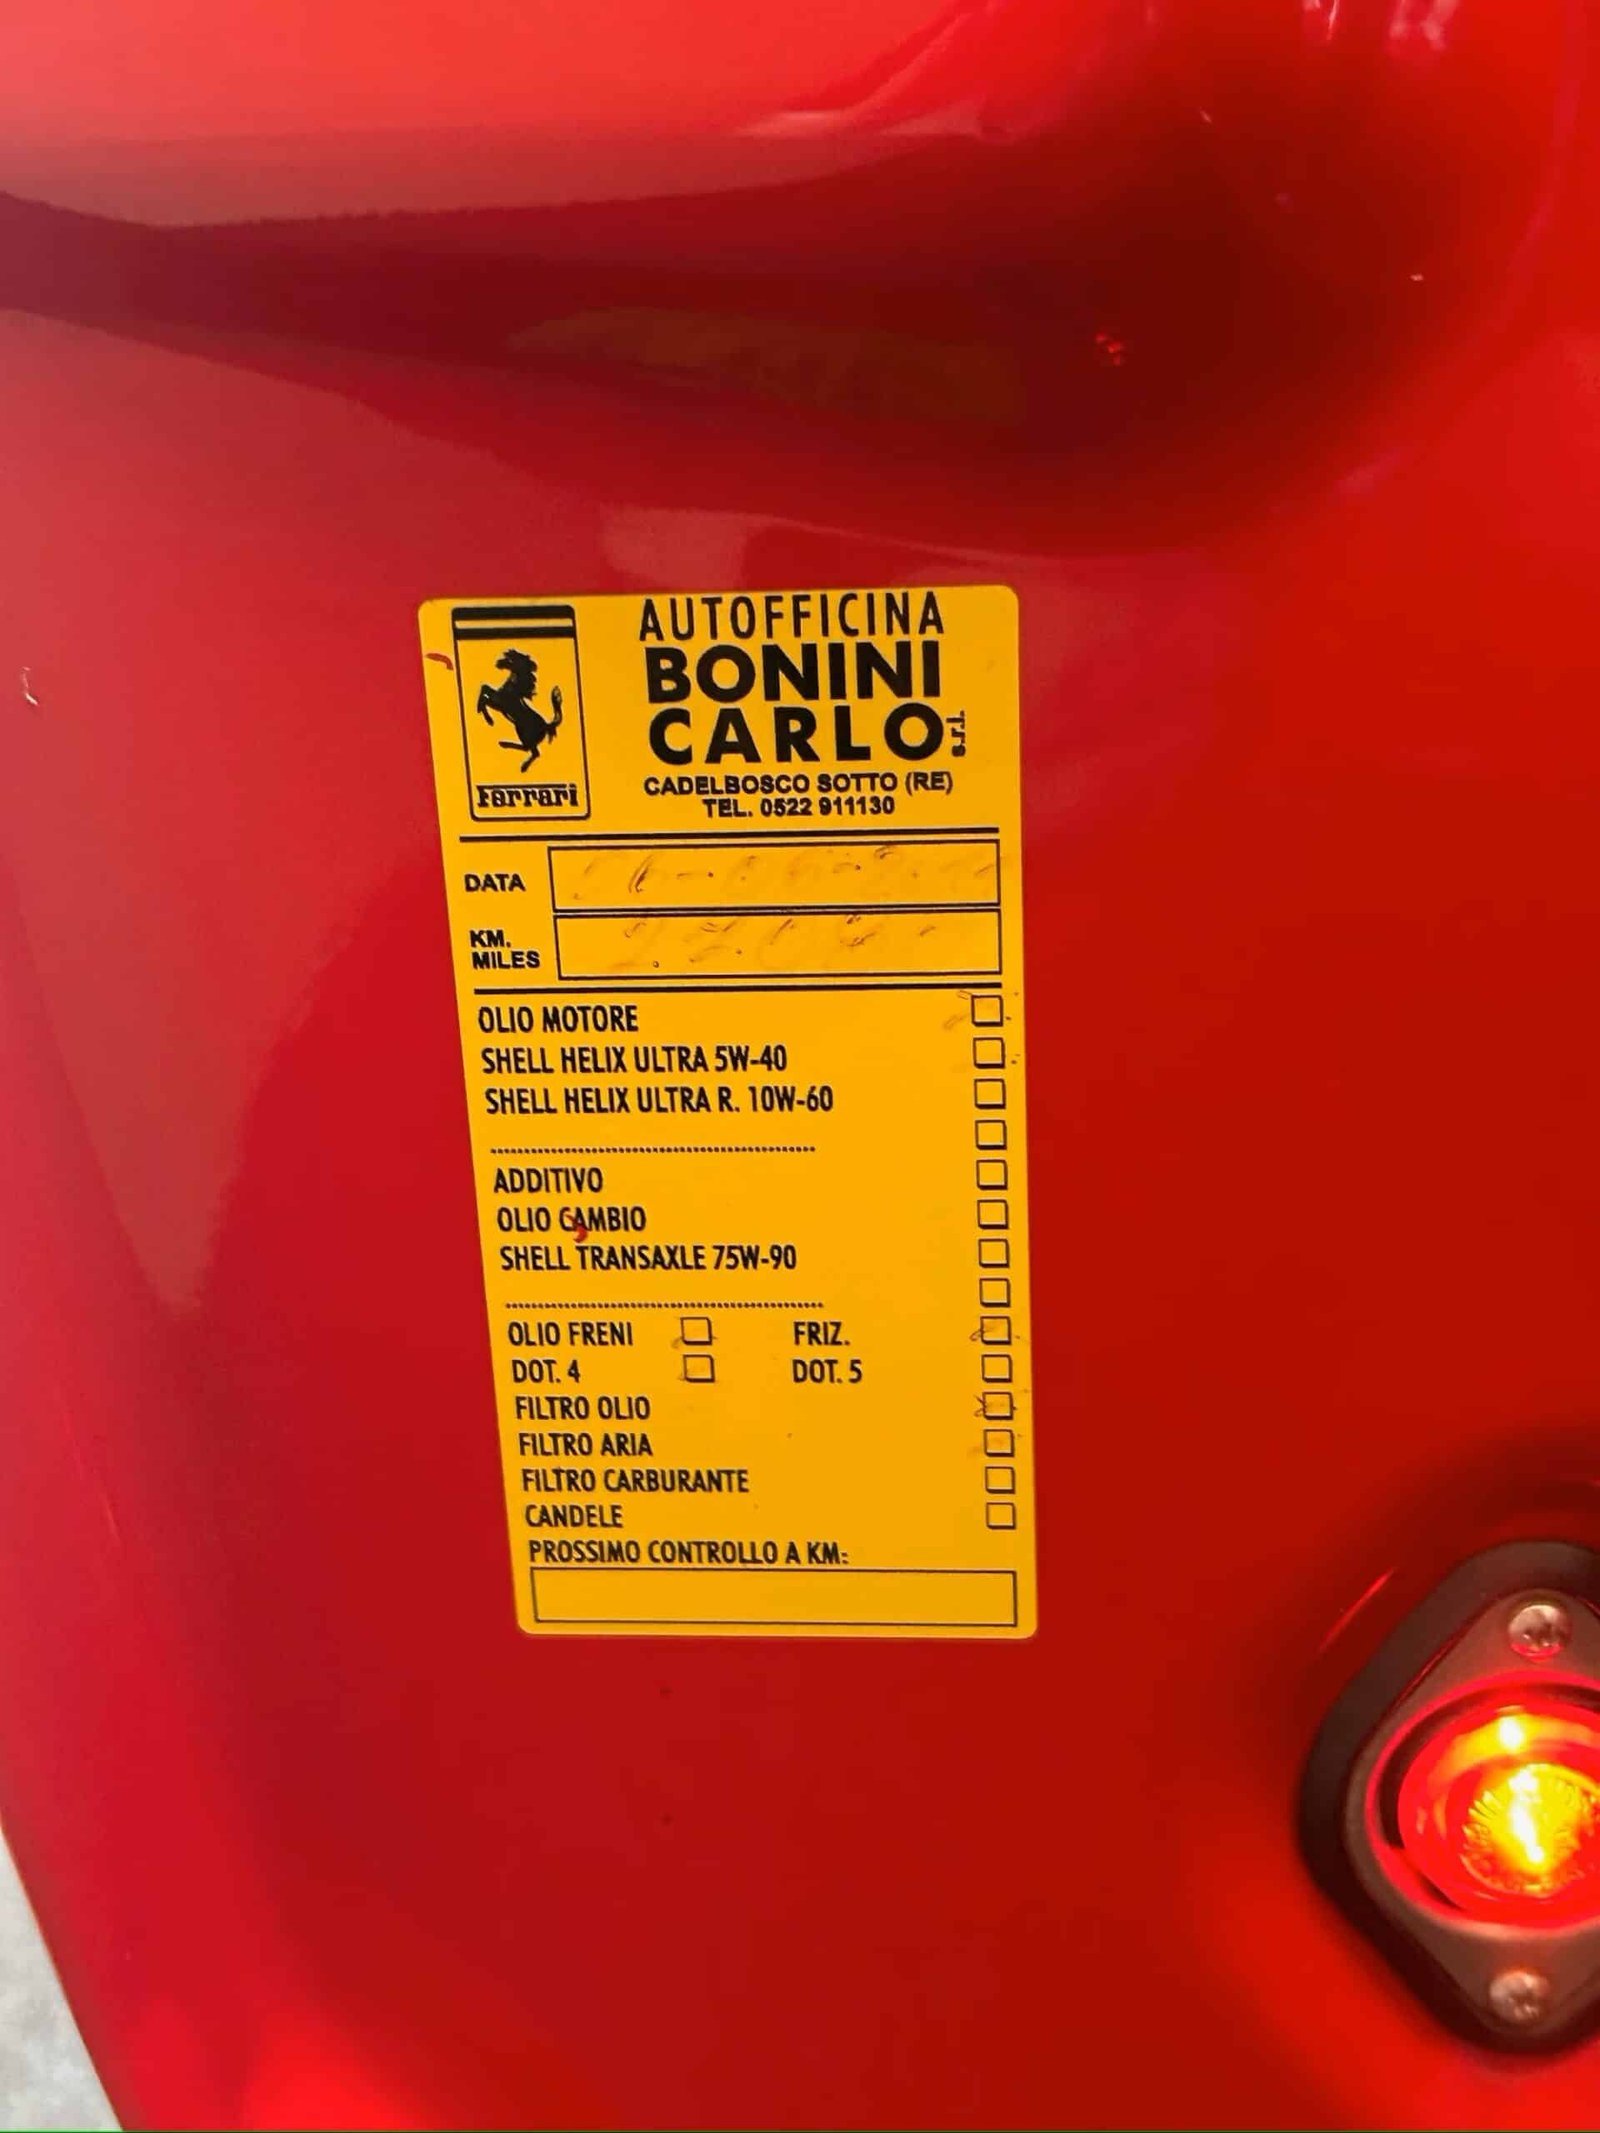 AUTOFFICINA
BONINI
CARLO s.r.l.
CADELBOSCO SOTTO (RE)
TEL. 0522 911130
Ferrari
DATA
KM.
MILES
OLIO MOTORE
SHELL HELIX ULTRA 5W-40
SHELL HELIX ULTRA R. 10W-60
ADDITIVO
OLIO CAMBIO
SHELL TRANSAXLE 75W-90
OLIO FRENI FRIZ.
DOT. 4 DOT. 5
FILTRO OLIO
FILTRO ARIA
FILTRO CARBURANTE
CANDELE
PROSSIMO CONTROLLO A KM: